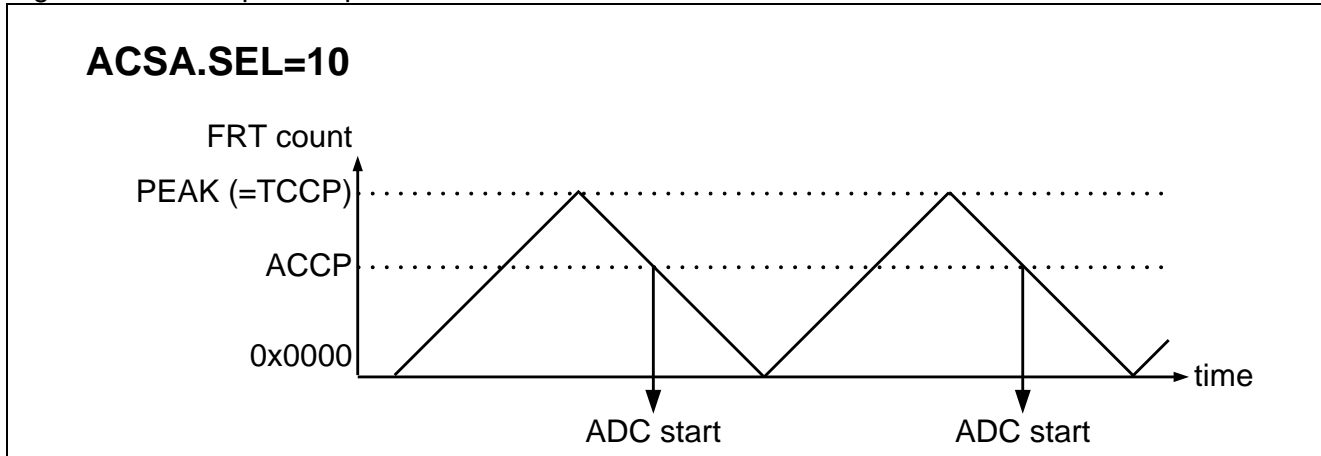 ACSA.SEL=10
FRT count
PEAK (=TCCP)
ACCP
0x0000
time
ADC start
ADC start